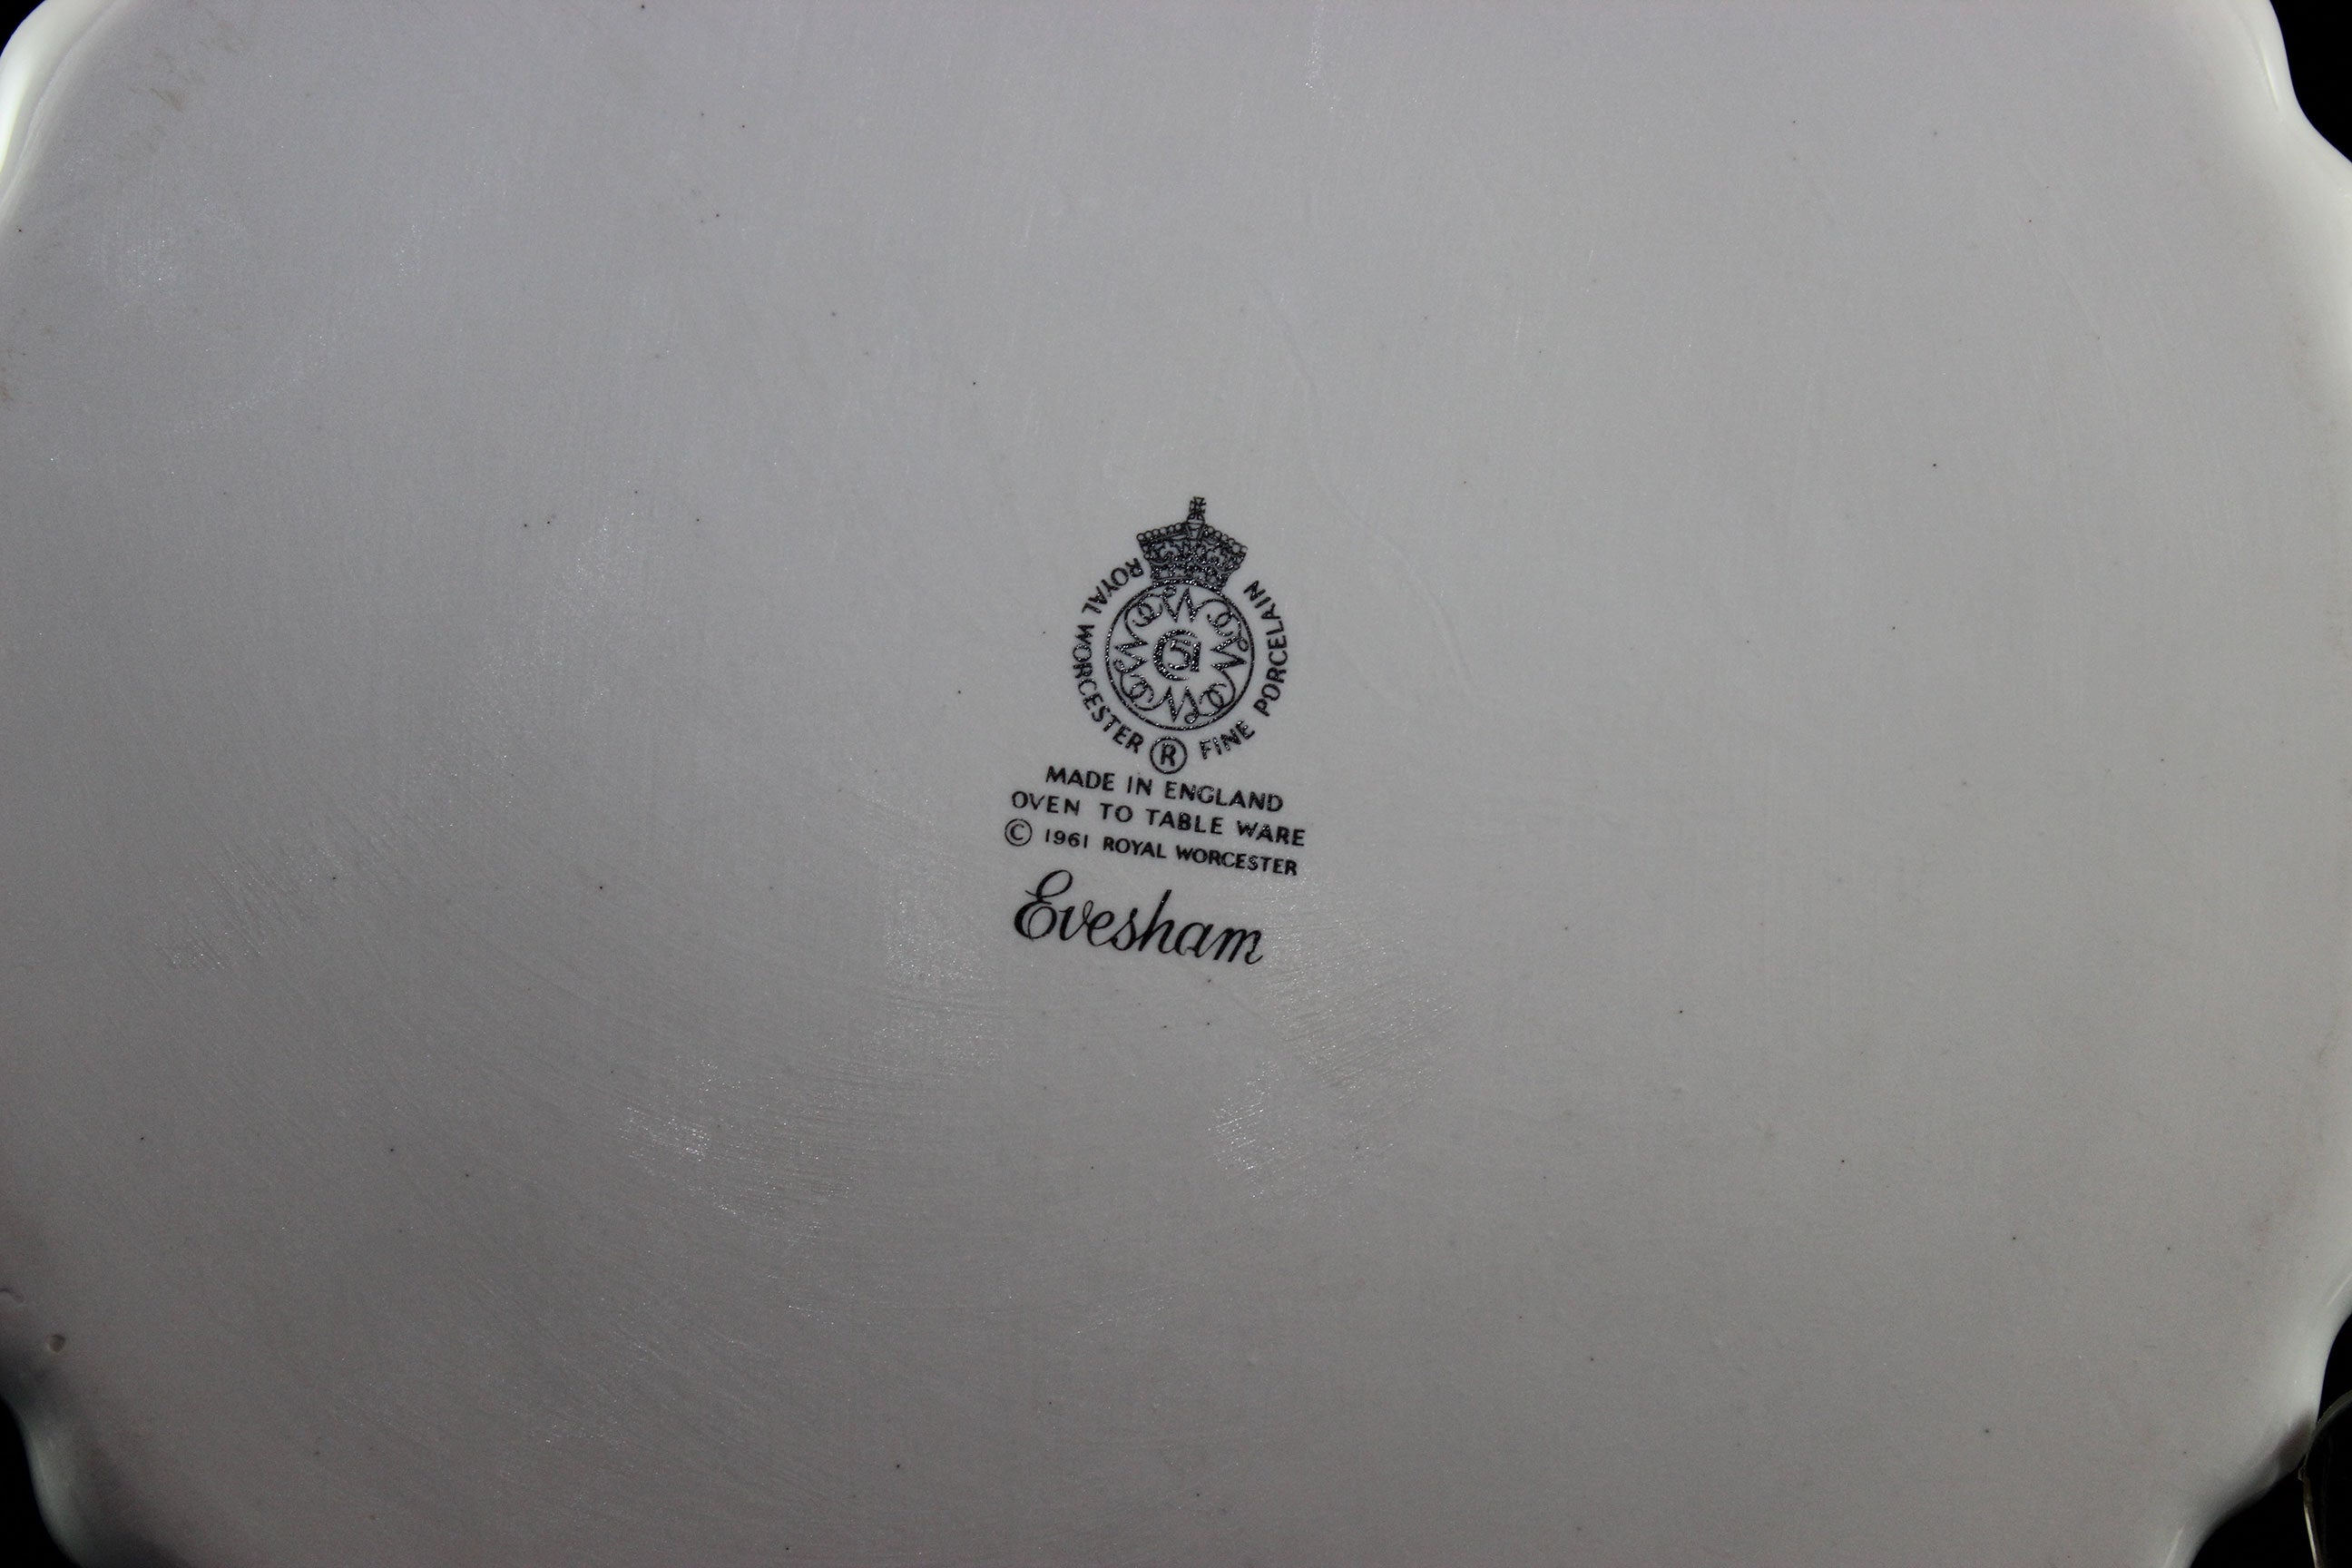 ROYAL WORCESTER ® FINE PORCELAIN
51
MADE IN ENGLAND
OVEN TO TABLE WARE
© 1961 ROYAL WORCESTER
Evesham